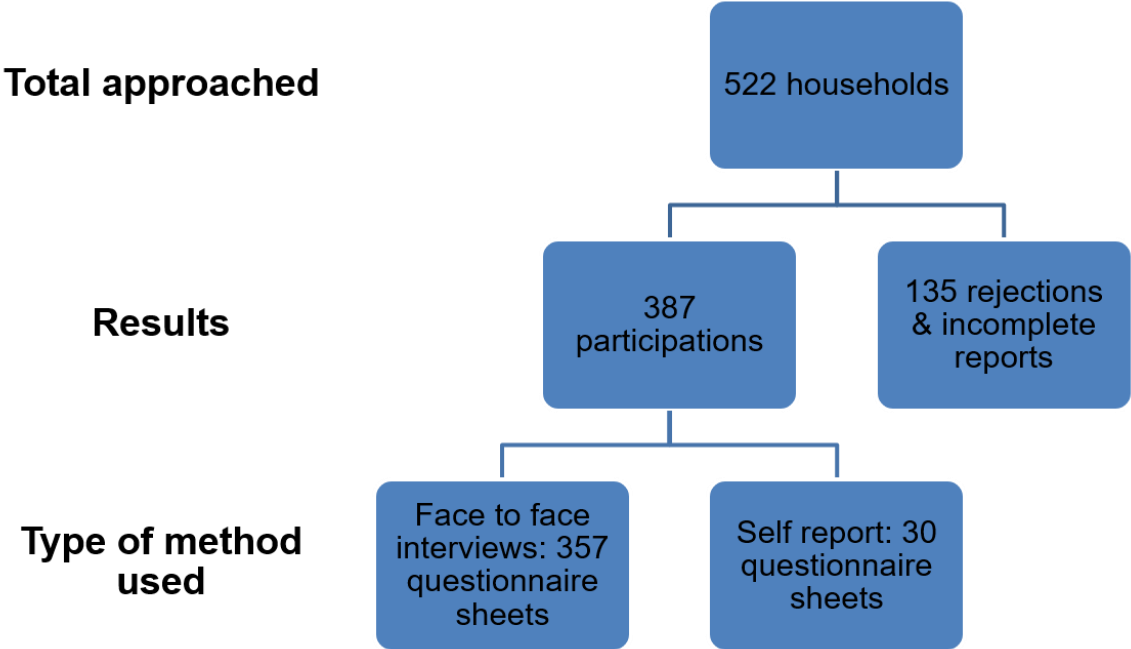 Total approached
522 households
Results
387
participations
135 rejections
& incomplete
reports
Type of method
used
Face to face
interviews: 357
questionnaire
sheets
Self report: 30
questionnaire
sheets